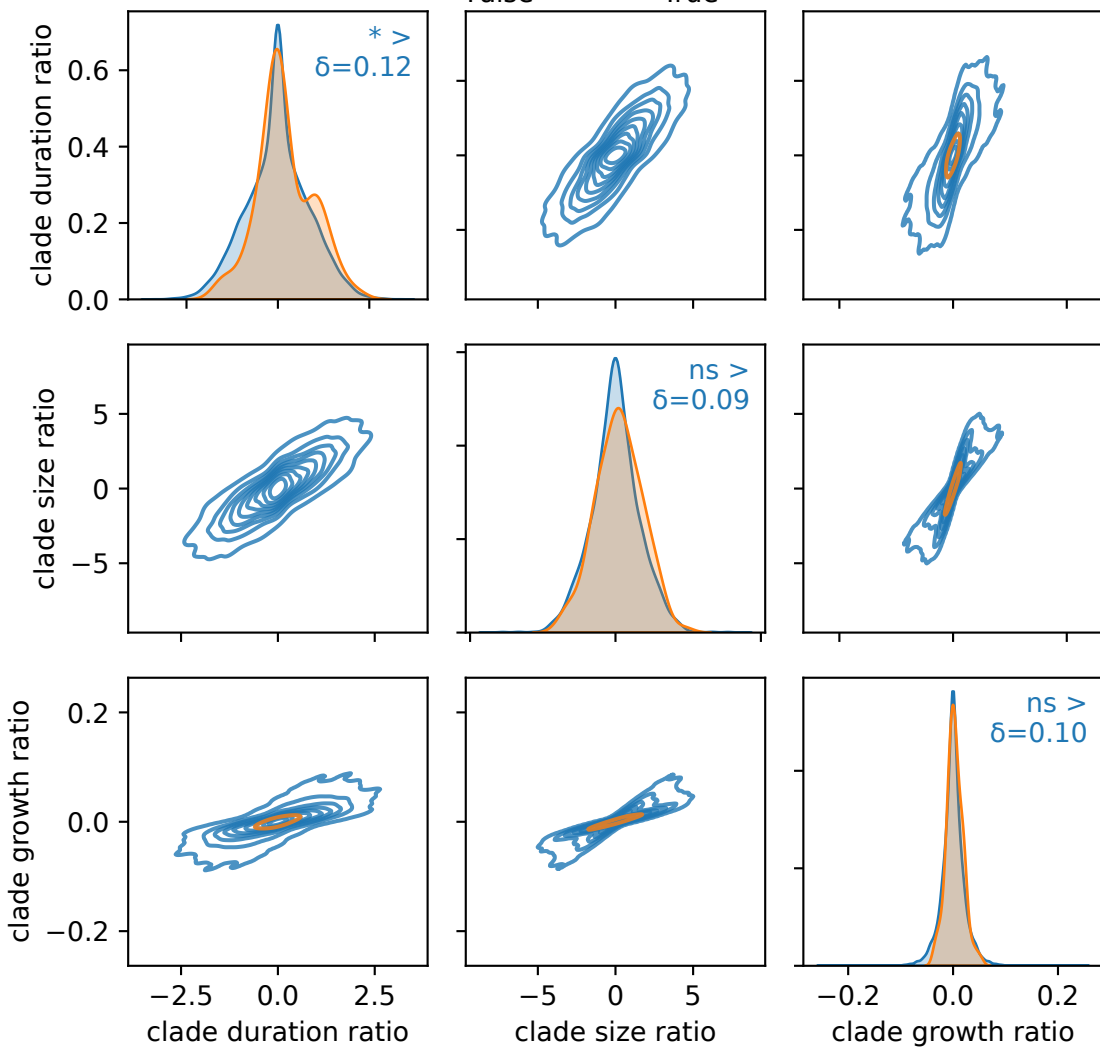 clade duration ratio
0.6
0.4
0.2
0.0
* >
δ=0.12
clade size ratio
5
0
−5
ns >
δ=0.09
clade growth ratio
0.2
0.0
−0.2
ns >
δ=0.10
−2.5 0.0 2.5
clade duration ratio
−5 0 5
clade size ratio
−0.2 0.0 0.2
clade growth ratio